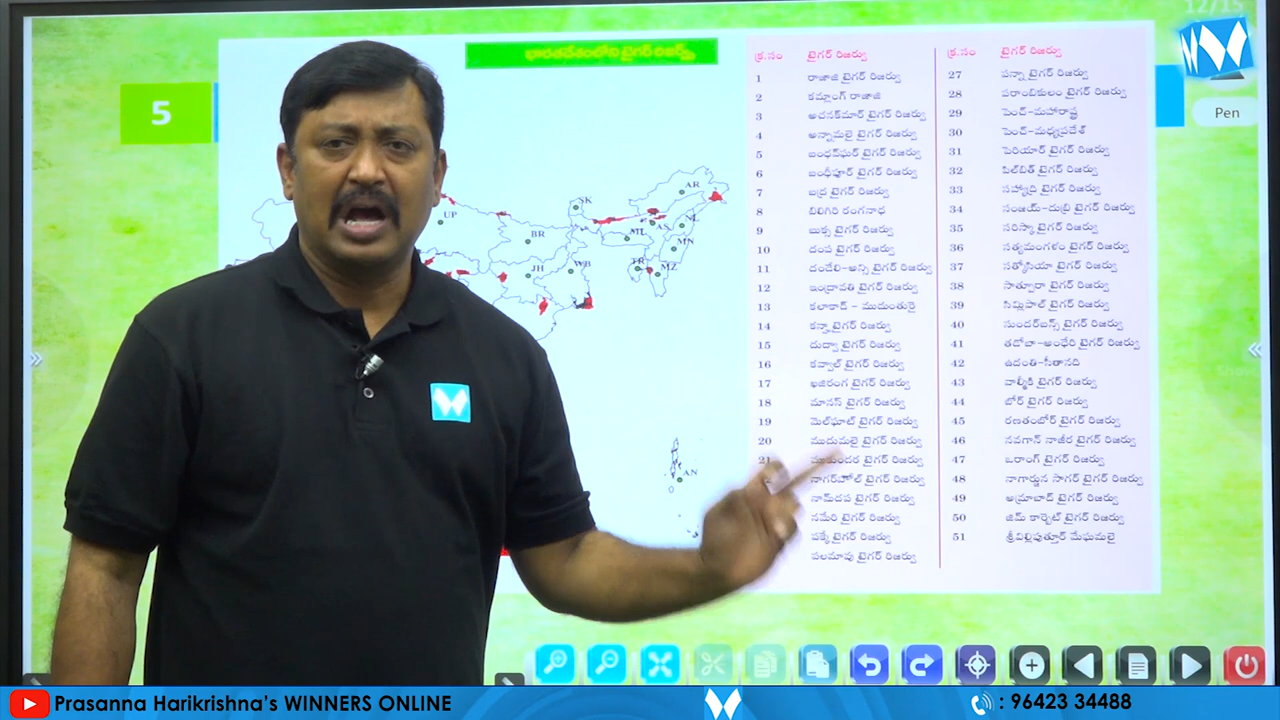 12/15
భారతదేశంలోని టైగర్ రిజర్వ్స్
5
Pen
UP
SK
BR
JH
WB
AR
AS
NL
ML
MN
TR
MZ
AN
క్ర.సం టైగర్ రిజర్వు
1 రాజాజి టైగర్ రిజర్వు
2 కమ్లాంగ్ రాజాజి
3 అచనక్‌మార్ టైగర్ రిజర్వు
4 అన్నామలై టైగర్ రిజర్వు
5 బంధవ్‌ఘర్ టైగర్ రిజర్వు
6 బందీపూర్ టైగర్ రిజర్వు
7 భద్ర టైగర్ రిజర్వు
8 బిలిగిరి రంగనాథ
9 బుక్స టైగర్ రిజర్వు
10 దంప టైగర్ రిజర్వు
11 దండేలి-అన్షి టైగర్ రిజర్వు
12 ఇంద్రావతి టైగర్ రిజర్వు
13 కలాకాడ్ - ముదుంతురై
14 కన్హా టైగర్ రిజర్వు
15 దుద్వా టైగర్ రిజర్వు
16 కవ్వాల్ టైగర్ రిజర్వు
17 ఖజిరంగ టైగర్ రిజర్వు
18 మానస్ టైగర్ రిజర్వు
19 మెల్‌ఘాట్ టైగర్ రిజర్వు
20 ముదుమలై టైగర్ రిజర్వు
21 ముకుందర టైగర్ రిజర్వు
నాగర్‌హోల్ టైగర్ రిజర్వు
నామ్‌దప టైగర్ రిజర్వు
నమేరి టైగర్ రిజర్వు
పక్కే టైగర్ రిజర్వు
పలమావు టైగర్ రిజర్వు
క్ర.సం టైగర్ రిజర్వు
27 పన్నా టైగర్ రిజర్వు
28 పరాంబికులం టైగర్ రిజర్వు
29 పెంచ్-మహారాష్ట్ర
30 పెంచ్-మధ్యప్రదేశ్
31 పెరియార్ టైగర్ రిజర్వు
32 పిలిబిత్ టైగర్ రిజర్వు
33 సహ్యాద్రి టైగర్ రిజర్వు
34 సంజయ్-దుబ్రి టైగర్ రిజర్వు
35 సరిస్కా టైగర్ రిజర్వు
36 సత్యమంగళం టైగర్ రిజర్వు
37 సత్కోసియా టైగర్ రిజర్వు
38 సాత్పూరా టైగర్ రిజర్వు
39 సిమ్లిపాల్ టైగర్ రిజర్వు
40 సుందర్‌బన్స్ టైగర్ రిజర్వు
41 తదోబా-అంధేరి టైగర్ రిజర్వు
42 ఉదంతి-సీతానది
43 వాల్మీకి టైగర్ రిజర్వు
44 బోర్ టైగర్ రిజర్వు
45 రణతంబోర్ టైగర్ రిజర్వు
46 నవగాన్ నాజీర టైగర్ రిజర్వు
47 ఒరాంగ్ టైగర్ రిజర్వు
48 నాగార్జున సాగర్ టైగర్ రిజర్వు
49 అమ్రాబాద్ టైగర్ రిజర్వు
50 జిమ్ కార్బెట్ టైగర్ రిజర్వు
51 శ్రీవిల్లిపుత్తూర్ మేఘమలై
Prasanna Harikrishna's WINNERS ONLINE
: 96423 34488